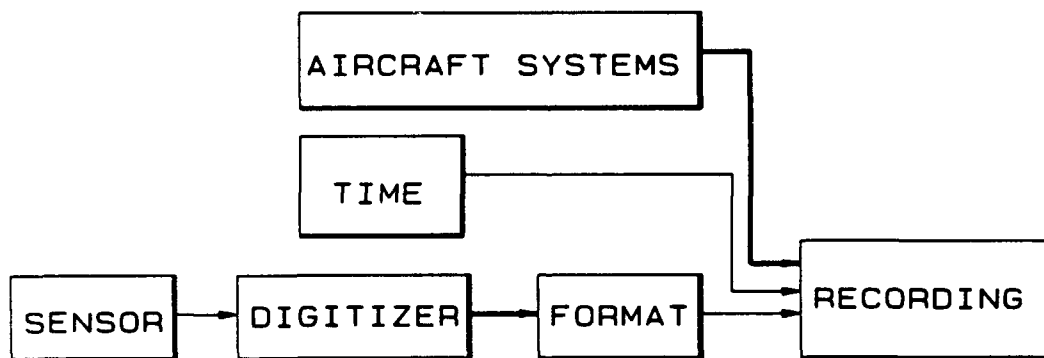 AIRCRAFT SYSTEMS
TIME
SENSOR
DIGITIZER
FORMAT
RECORDING